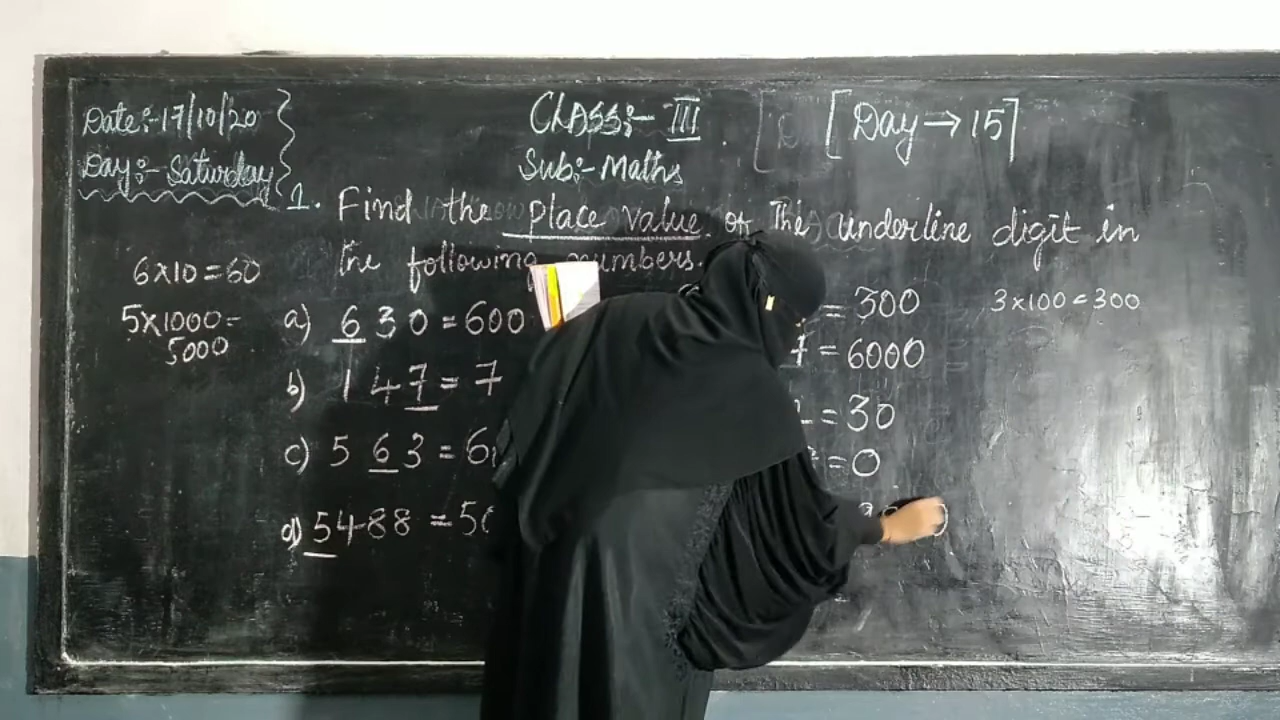 Date:-17/10/20
Day:- Saturday
CLASS:- III
Sub:- Maths
[Day→15]
1. Find the place value of the underline digit in
the following numbers.
6x10=60
5x1000=
5000
a) 630=600
b) 147=7
c) 563=6
d) 5488=50
=300
7=6000
=30
=0
3x100=300